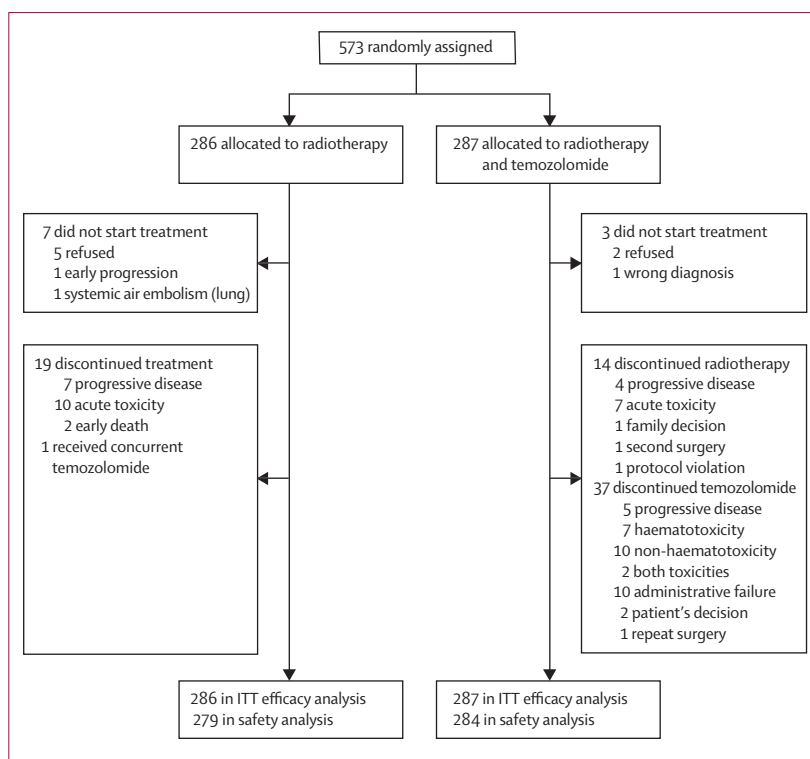 573 randomly assigned
286 allocated to radiotherapy
287 allocated to radiotherapy
and temozolomide
7 did not start treatment
5 refused
1 early progression
1 systemic air embolism (lung)
3 did not start treatment
2 refused
1 wrong diagnosis
19 discontinued treatment
7 progressive disease
10 acute toxicity
2 early death
1 received concurrent
temozolomide
14 discontinued radiotherapy
4 progressive disease
7 acute toxicity
1 family decision
1 second surgery
1 protocol violation
37 discontinued temozolomide
5 progressive disease
7 haematotoxicity
10 non-haematotoxicity
2 both toxicities
10 administrative failure
2 patient's decision
1 repeat surgery
286 in ITT efficacy analysis
279 in safety analysis
287 in ITT efficacy analysis
284 in safety analysis